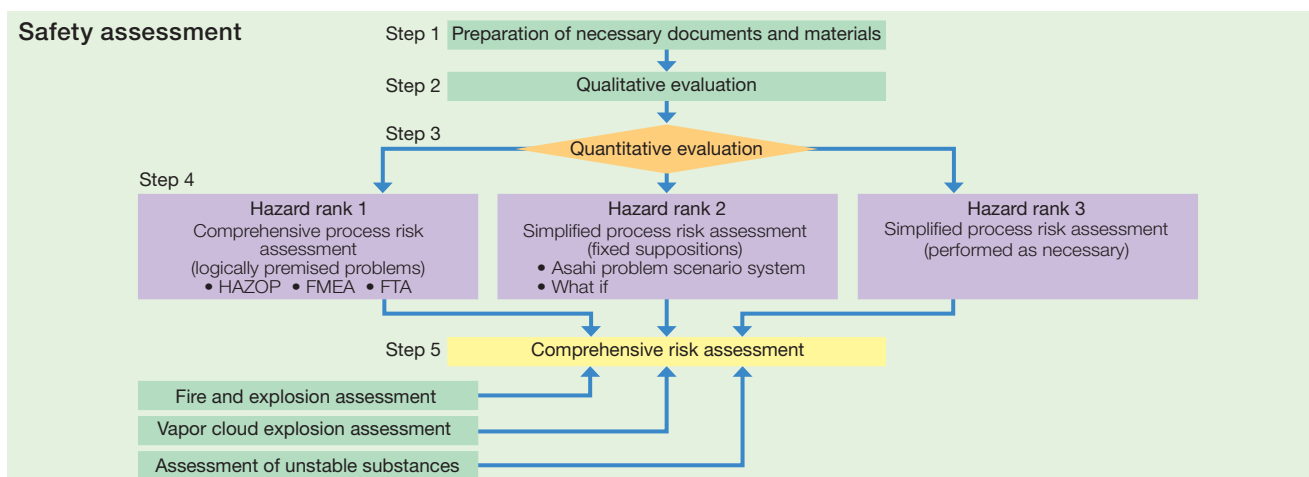 Safety assessment
Step 1
Preparation of necessary documents and materials
Step 2
Qualitative evaluation
Step 3
Quantitative evaluation
Step 4
Hazard rank 1
Comprehensive process risk
assessment
(logically premised problems)
• HAZOP • FMEA • FTA
Hazard rank 2
Simplified process risk assessment
(fixed suppositions)
• Asahi problem scenario system
• What if
Hazard rank 3
Simplified process risk assessment
(performed as necessary)
Step 5
Comprehensive risk assessment
Fire and explosion assessment
Vapor cloud explosion assessment
Assessment of unstable substances